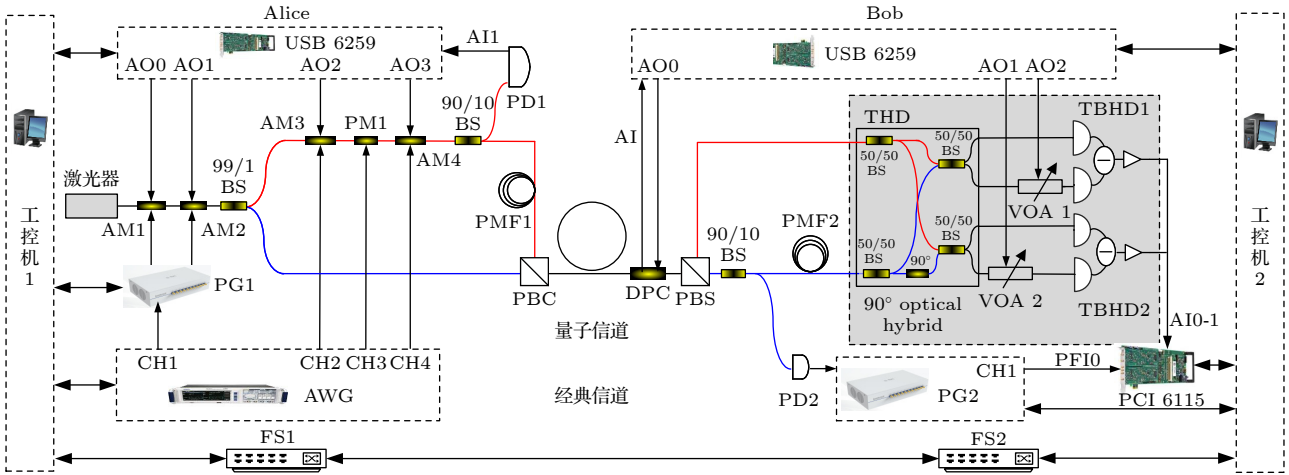 Alice
Bob
USB 6259
AI1
USB 6259
AO0
AO1
AO2
AO3
PD1
AO0
AO1
AO2
90/10
BS
AM3
PM1
AM4
AI
THD
TBHD1
50/50
BS
50/50
BS
激光器
99/1
BS
AM1
AM2
PMF1
VOA 1
工控机 1
PG1
PBC
DPC
PBS
90/10
BS
PMF2
50/50
BS
50/50
BS
90°
VOA 2
TBHD2
90° optical
hybrid
工控机 2
量子信道
AI0-1
CH1
CH2
CH3
CH4
AWG
经典信道
PD2
CH1
PG2
PFI0
PCI 6115
FS1
FS2